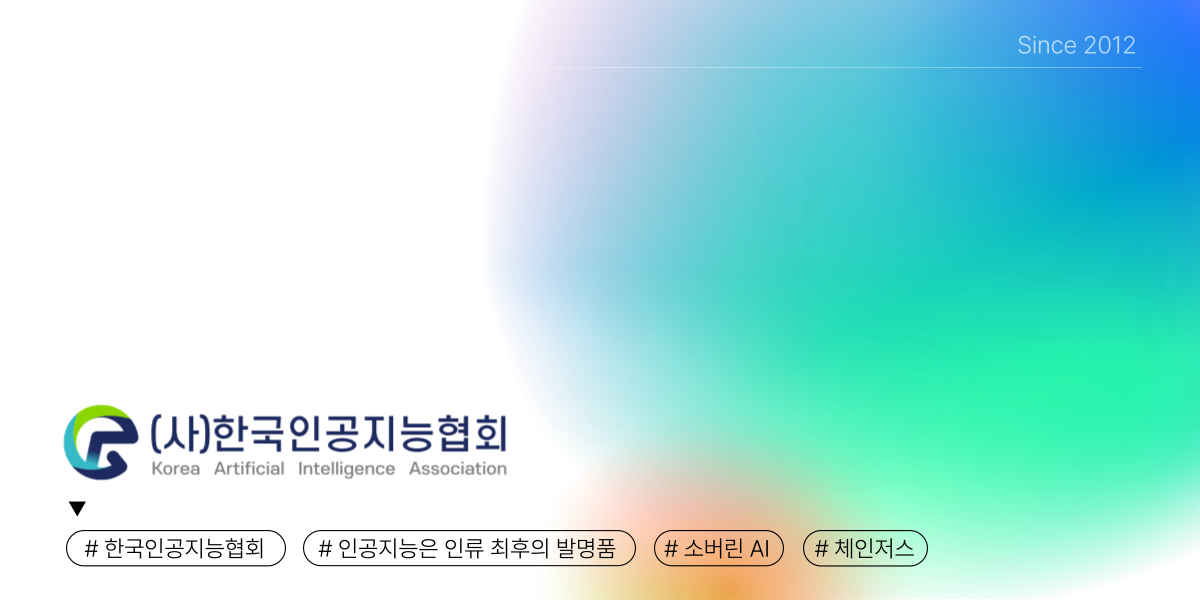 Since 2012
(사)한국인공지능협회
Korea Artificial Intelligence Association
# 한국인공지능협회 # 인공지능은 인류 최후의 발명품 # 소버린 AI # 체인저스